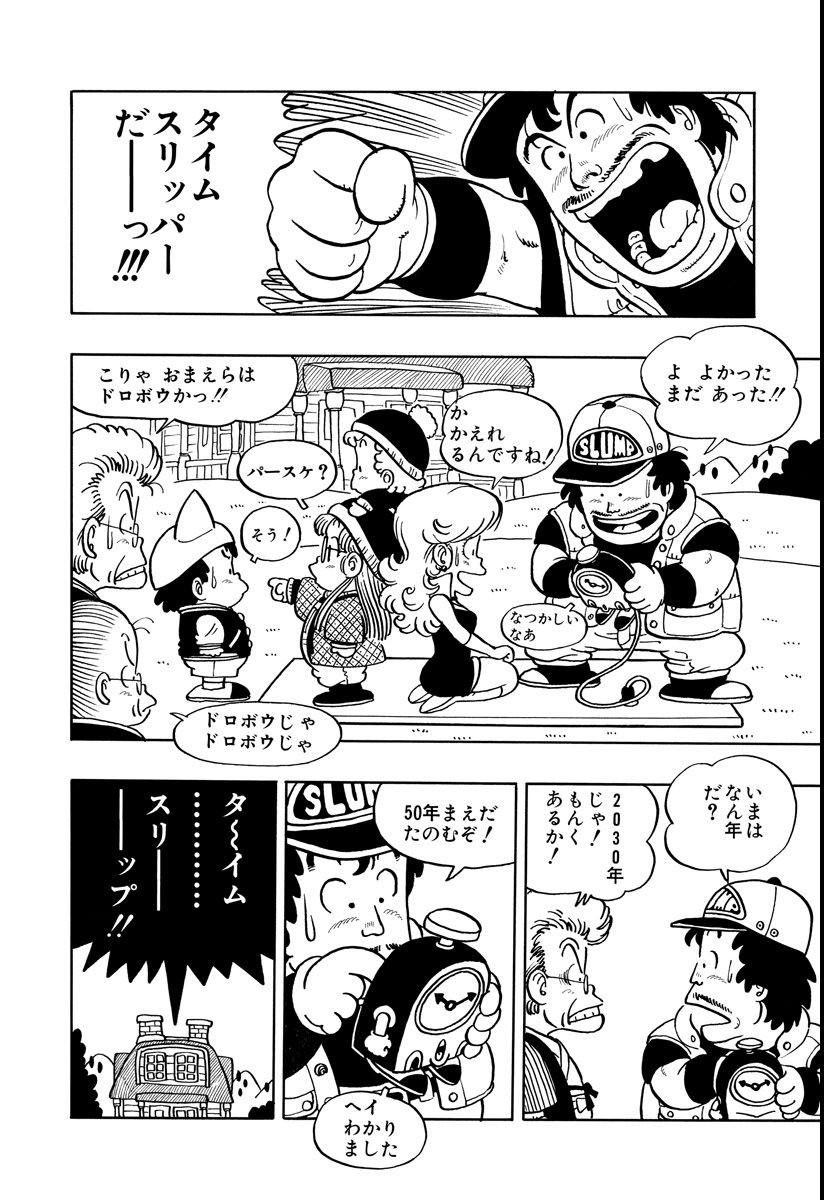 タイム
スリッパー
だ――っ!!!
よ よかった
まだ あった!!
か
かえれ
るんですね!
こりゃ おまえらは
ドロボウかっ!!
パースケ?
そう!
SLUMP
なつかしい
なあ
ドロボウじゃ
ドロボウじゃ
いまは
なん年
だ?
2030年
じゃ!
もんく
あるか!
50年まえだ
たのむぞ!
SLUMP
ヘイ
わかり
ました
タ〜イム
…………
スリ――
――ップ!!